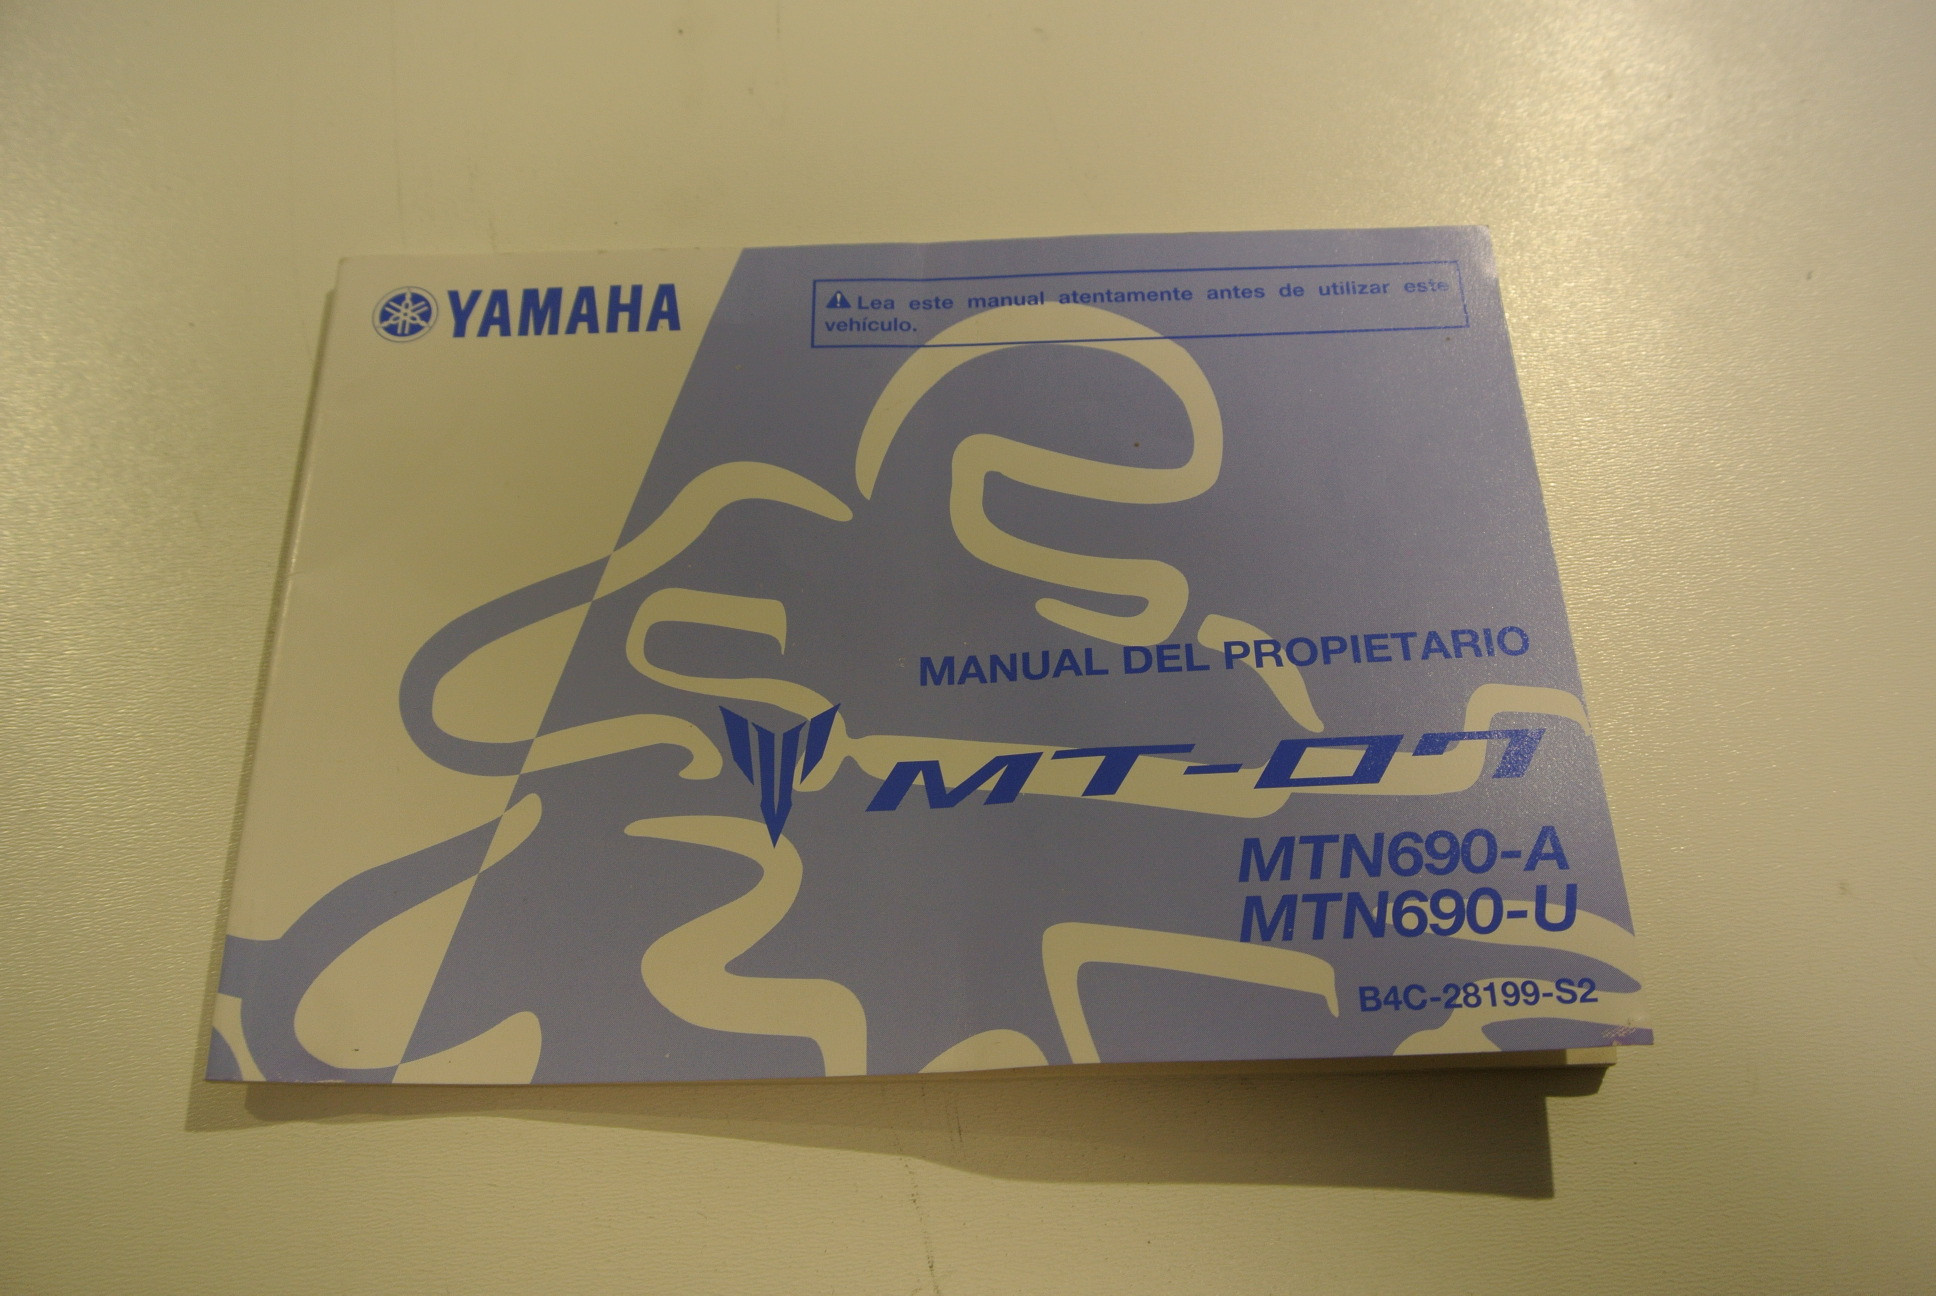 YAMAHA
Lea este manual atentamente antes de utilizar este
vehículo.
MANUAL DEL PROPIETARIO
MT-07
MTN690-A
MTN690-U
B4C-28199-S2